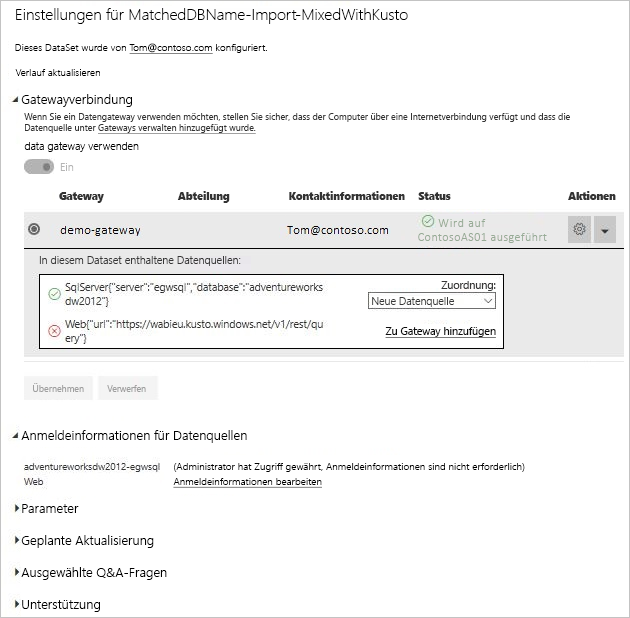 Einstellungen für MatchedDBName-Import-MixedWithKusto
Dieses DataSet wurde von Tom@contoso.com konfiguriert.
Verlauf aktualisieren
Gatewayverbindung
Wenn Sie ein Datengateway verwenden möchten, stellen Sie sicher, dass der Computer über eine Internetverbindung verfügt und dass die
Datenquelle unter Gateways verwalten hinzugefügt wurde.
data gateway verwenden
Ein
Gateway Abteilung Kontaktinformationen Status Aktionen
demo-gateway Tom@contoso.com Wird auf
ContosoAS01 ausgeführt
In diesem Dataset enthaltene Datenquellen:
SqlServer{"server":"egwsql","database":"adventureworks
dw2012"}
Zuordnung:
Neue Datenquelle
Web{"url":"https://wabieu.kusto.windows.net/v1/rest/qu
ery"}
Zu Gateway hinzufügen
Übernehmen Verwerfen
Anmeldeinformationen für Datenquellen
adventureworksdw2012-egwsql (Administrator hat Zugriff gewährt, Anmeldeinformationen sind nicht erforderlich)
Web Anmeldeinformationen bearbeiten
Parameter
Geplante Aktualisierung
Ausgewählte Q&A-Fragen
Unterstützung